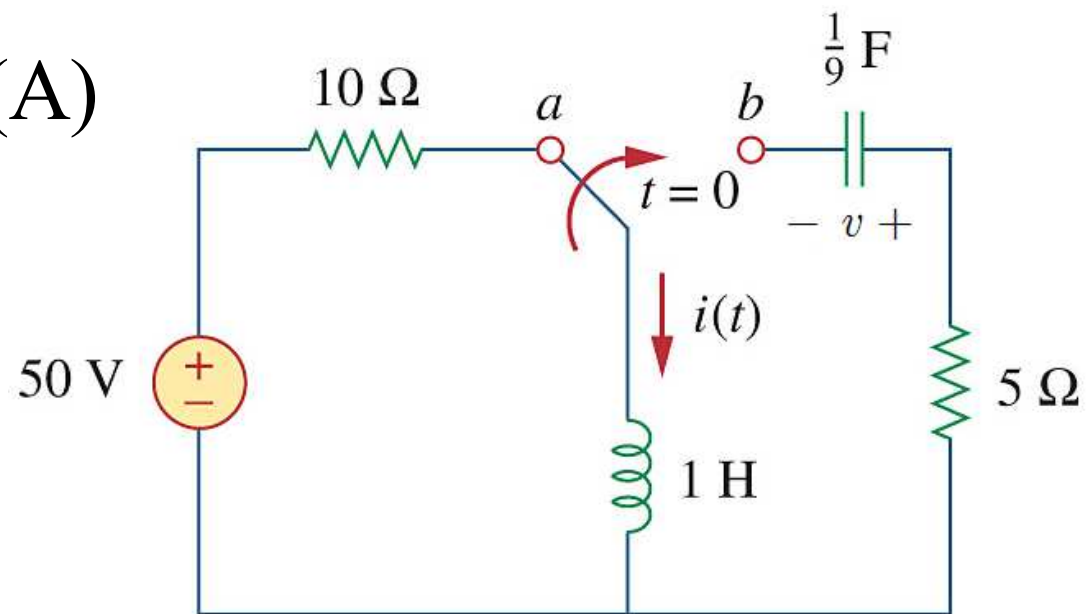 (A)
10 Ω
a
b
1/9 F
t = 0
− v +
i(t)
50 V
+
−
5 Ω
1 H